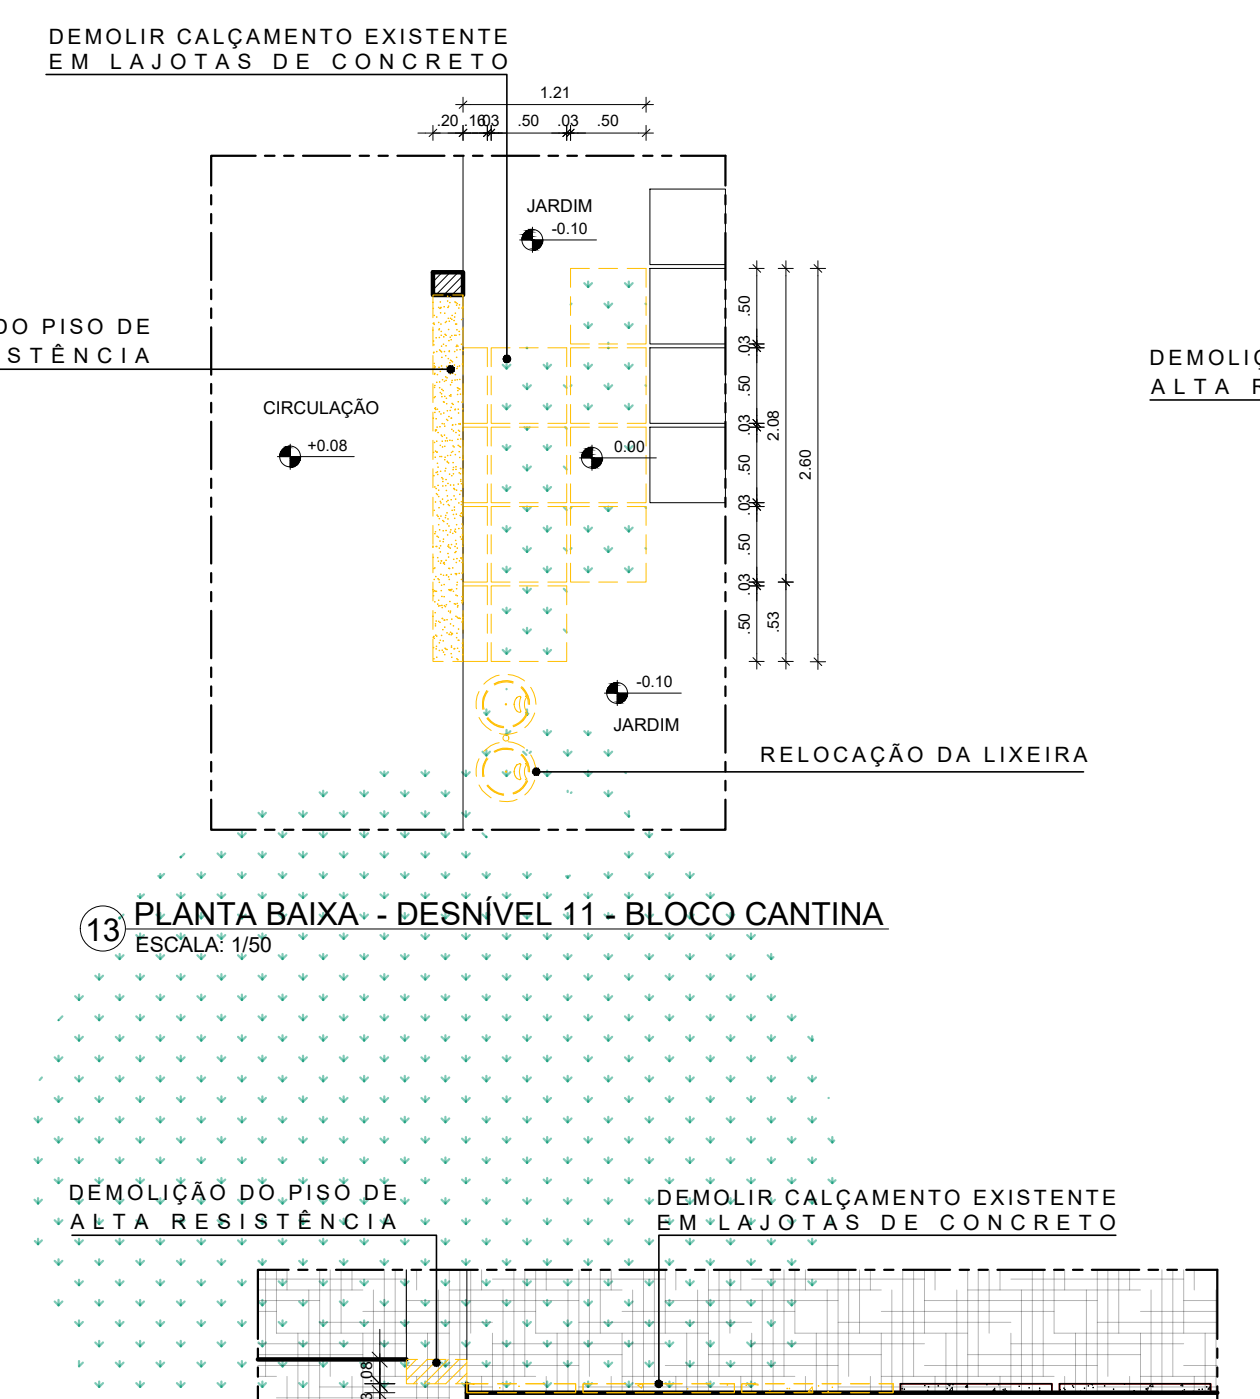 DEMOLIR CALÇAMENTO EXISTENTE
EM LAJOTAS DE CONCRETO
1.21
.20 .16 .03 .50 .03 .50
JARDIM
-0.10
DO PISO DE
STÊNCIA
CIRCULAÇÃO
+0.08
0.00
.50
.03
.50
.03
.50
.03
.50
.03
.50
2.08
.53
2.60
DEMOLIÇ
ALTA R
-0.10
JARDIM
RELOCAÇÃO DA LIXEIRA
13 PLANTA BAIXA - DESNÍVEL 11 - BLOCO CANTINA
ESCALA: 1/50
DEMOLIÇÃO DO PISO DE
ALTA RESISTÊNCIA
DEMOLIR CALÇAMENTO EXISTENTE
EM LAJOTAS DE CONCRETO
.08